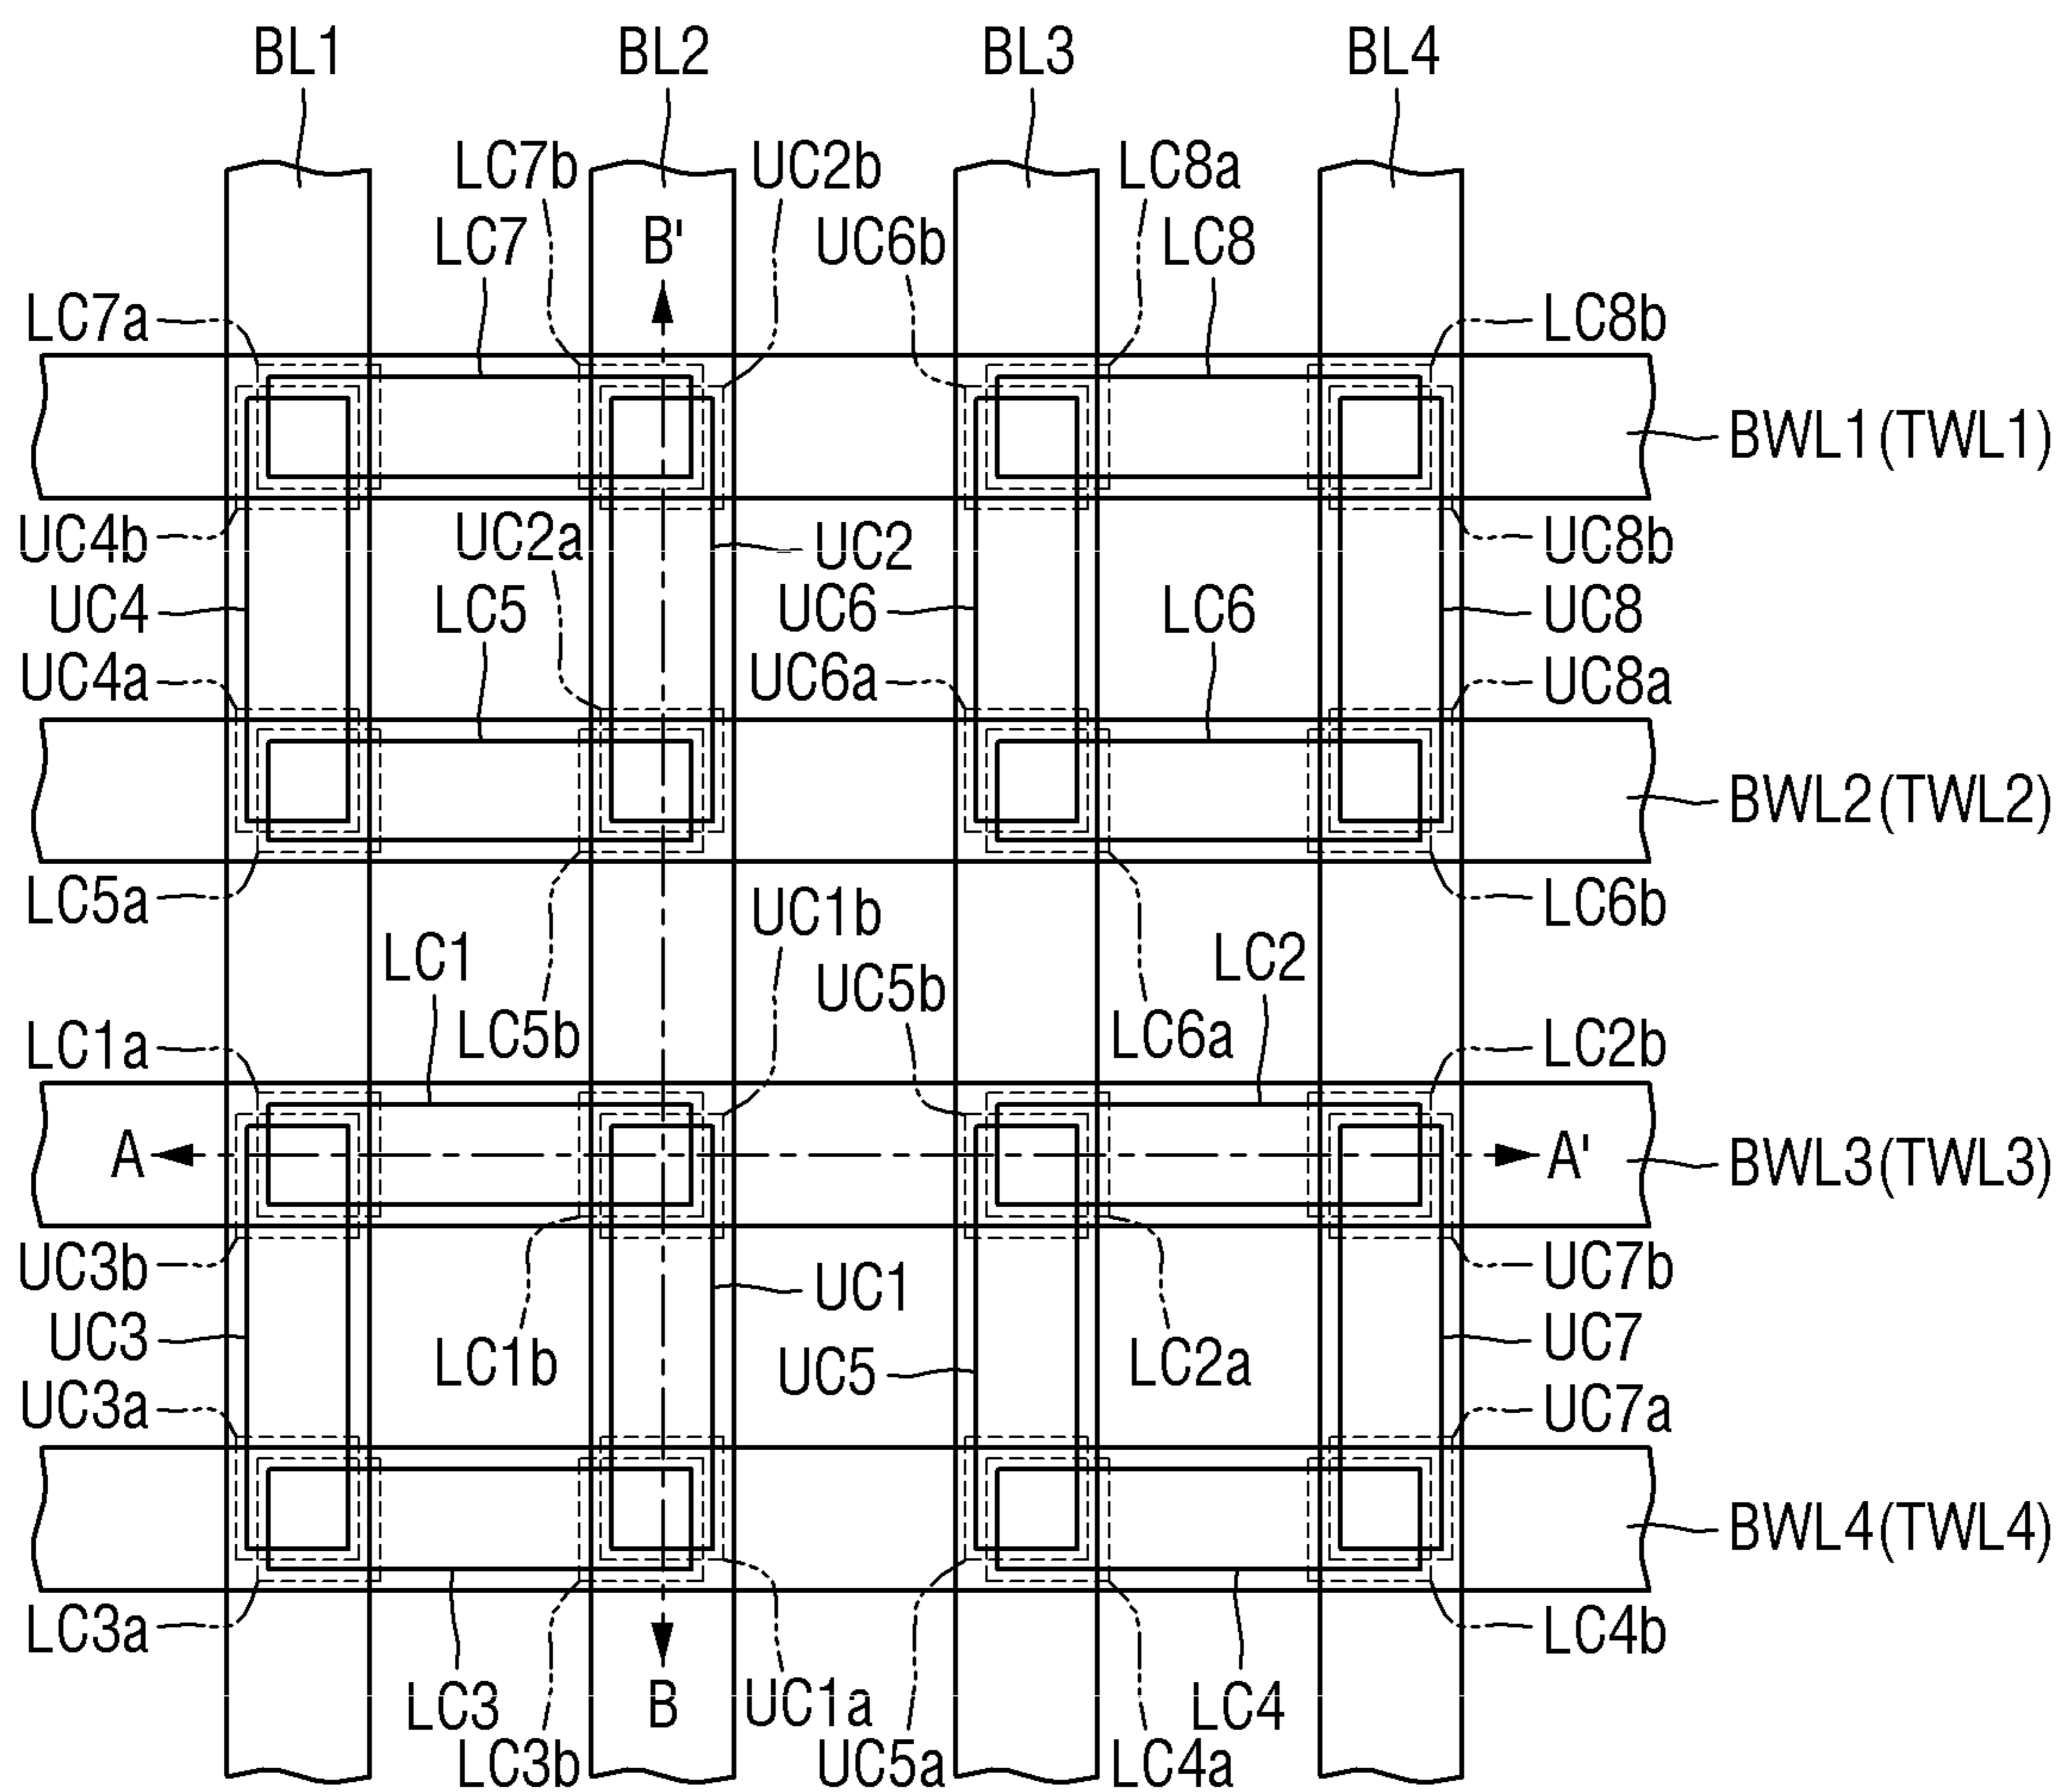 BL1 BL2 BL3 BL4
LC7b UC2b LC8a
LC7 B' UC6b LC8
LC7a LC8b
BWL1(TWL1)
UC4b UC2a UC2 UC8b
UC4 LC5 UC6 LC6 UC8
UC4a UC6a UC8a
BWL2(TWL2)
LC5a UC1b LC6b
LC1 UC5b LC2
LC1a LC5b LC6a LC2b
A A' BWL3(TWL3)
UC3b UC1 UC7b
UC3 LC1b UC5 LC2a UC7
UC3a UC7a
BWL4(TWL4)
LC3a LC4b
LC3 B UC1a LC4
LC3b UC5a LC4a